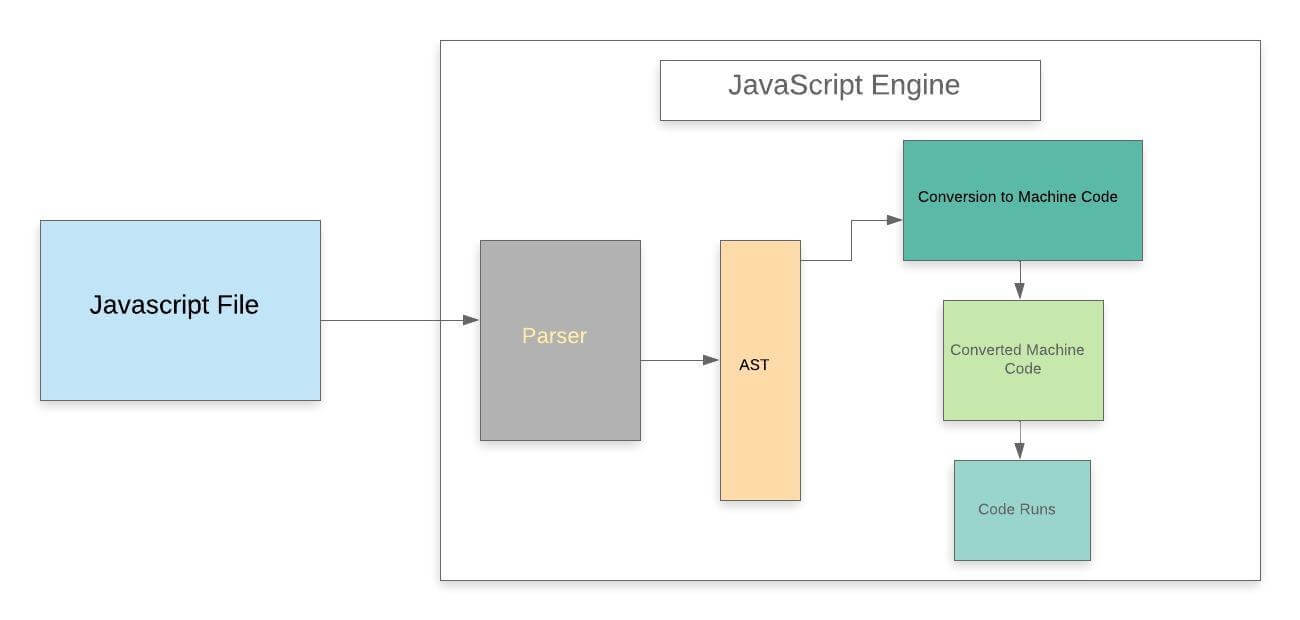 JavaScript Engine
Javascript File
Parser
AST
Conversion to Machine Code
Converted Machine
Code
Code Runs